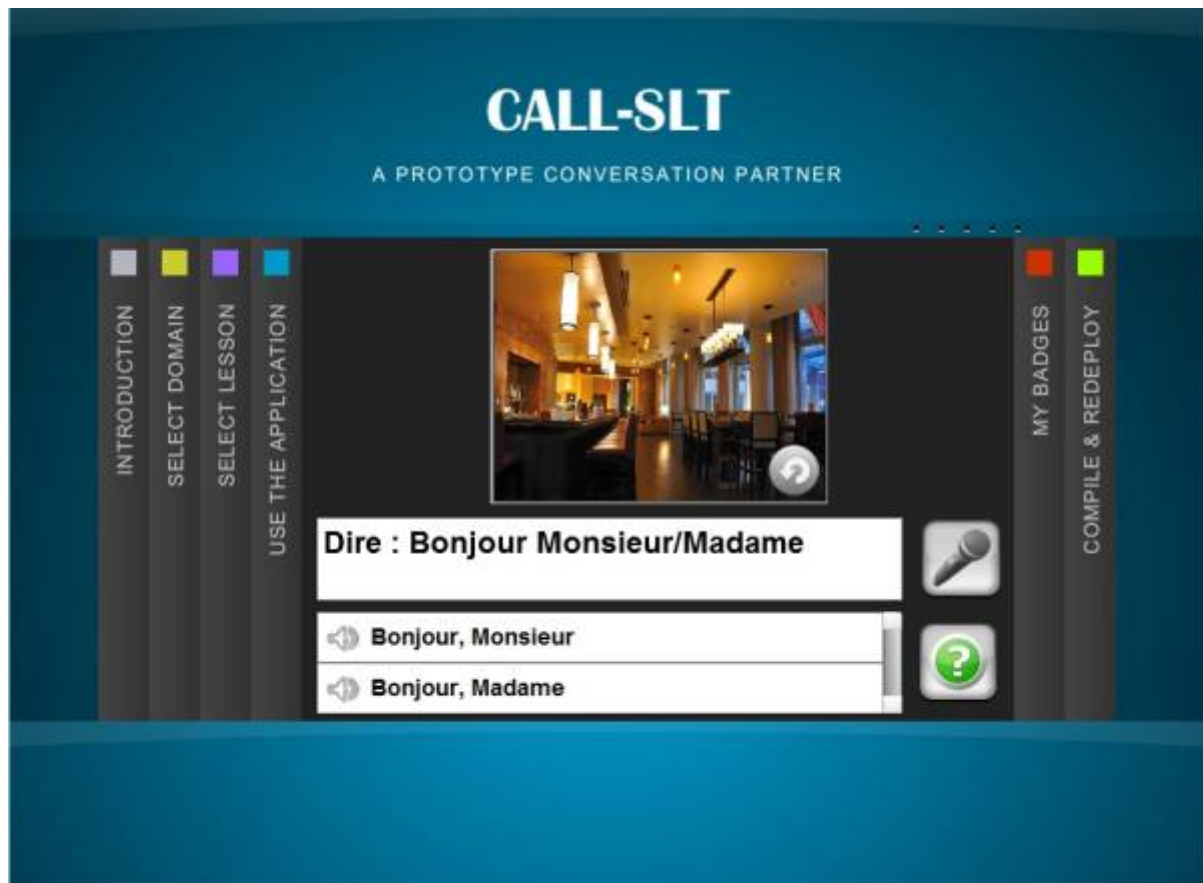 CALL-SLT
A PROTOTYPE CONVERSATION PARTNER
INTRODUCTION
SELECT DOMAIN
SELECT LESSON
USE THE APPLICATION
Dire : Bonjour Monsieur/Madame
Bonjour, Monsieur
Bonjour, Madame
?
MY BADGES
COMPILE & REDEPLOY